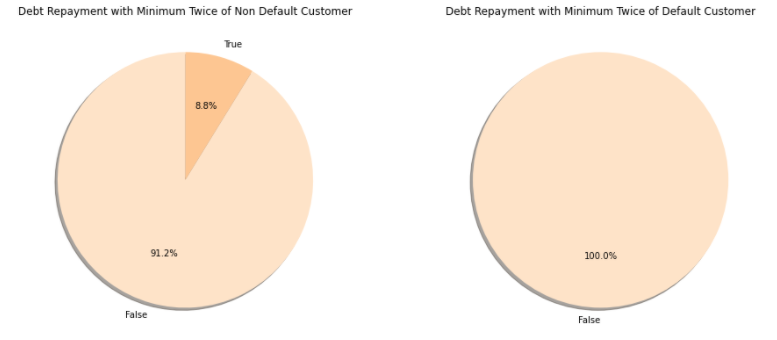 Debt Repayment with Minimum Twice of Non Default Customer
True
8.8%
91.2%
False
Debt Repayment with Minimum Twice of Default Customer
100.0%
False